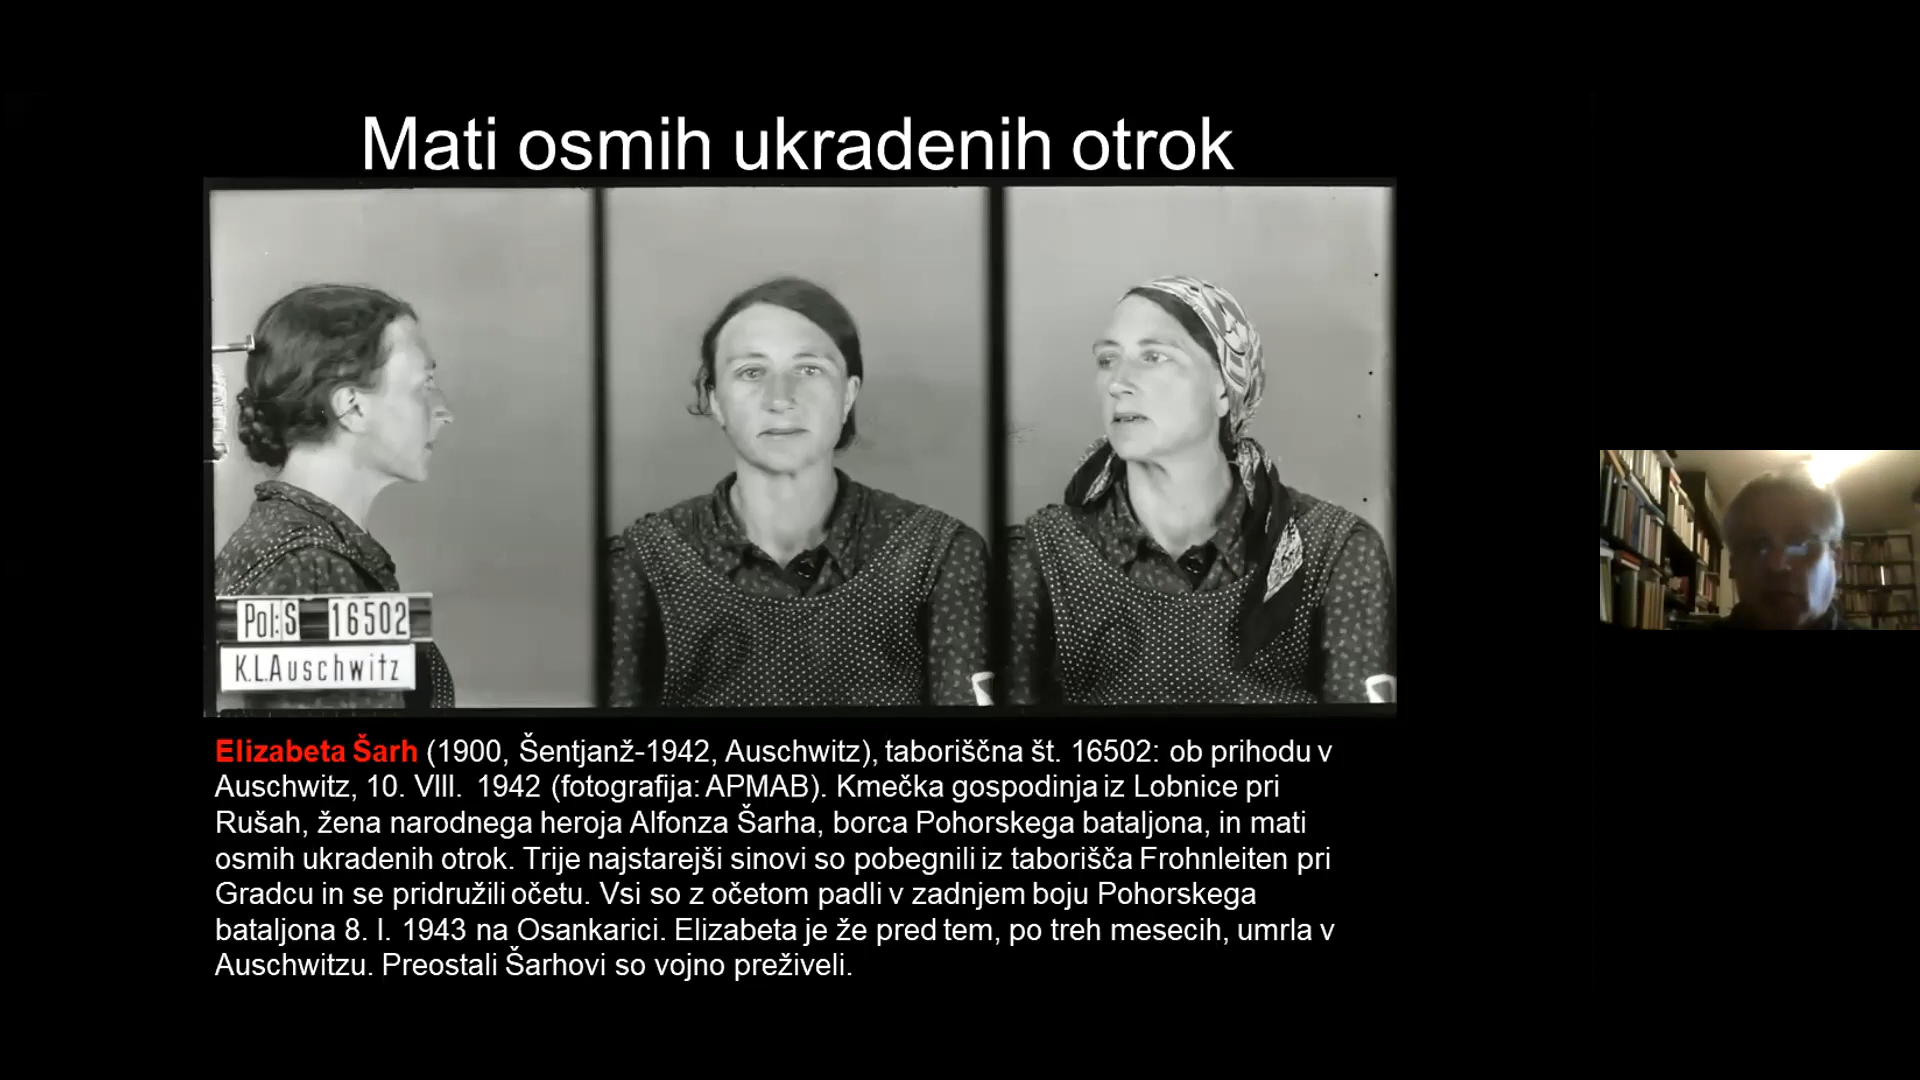 Mati osmih ukradenih otrok
Pol:S 16502
K.L.Auschwitz
Elizabeta Šarh (1900, Šentjanž-1942, Auschwitz), taboriščna št. 16502: ob prihodu v
Auschwitz, 10. VIII. 1942 (fotografija: APMAB). Kmečka gospodinja iz Lobnice pri
Rušah, žena narodnega heroja Alfonza Šarha, borca Pohorskega bataljona, in mati
osmih ukradenih otrok. Trije najstarejši sinovi so pobegnili iz taborišča Frohnleiten pri
Gradcu in se pridružili očetu. Vsi so z očetom padli v zadnjem boju Pohorskega
bataljona 8. I. 1943 na Osankarici. Elizabeta je že pred tem, po treh mesecih, umrla v
Auschwitzu. Preostali Šarhovi so vojno preživeli.